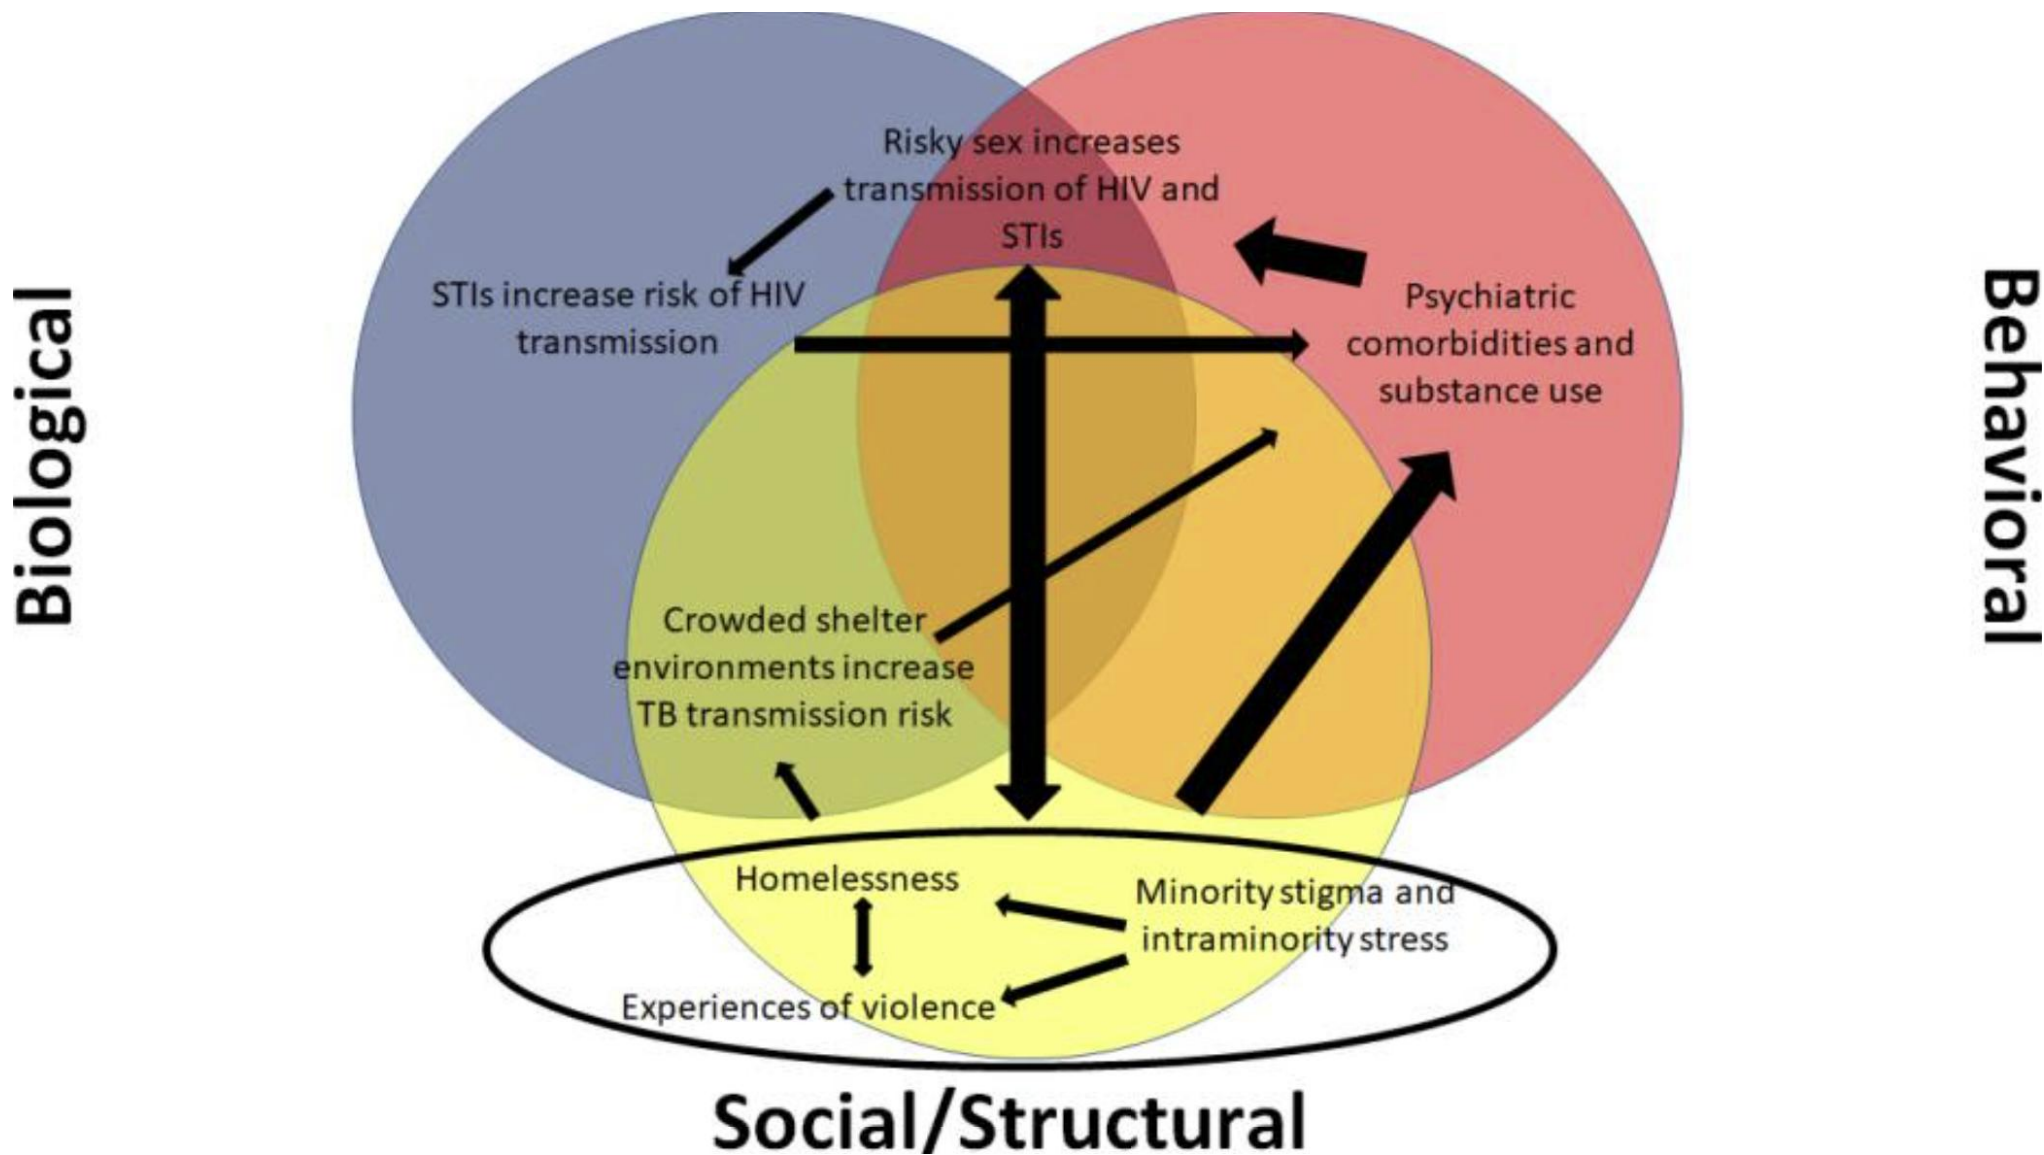 Biological
Behavioral
Risky sex increases
transmission of HIV and
STIs
STIs increase risk of HIV
transmission
Psychiatric
comorbidities and
substance use
Crowded shelter
environments increase
TB transmission risk
Homelessness
Minority stigma and
intraminority stress
Experiences of violence
Social/Structural